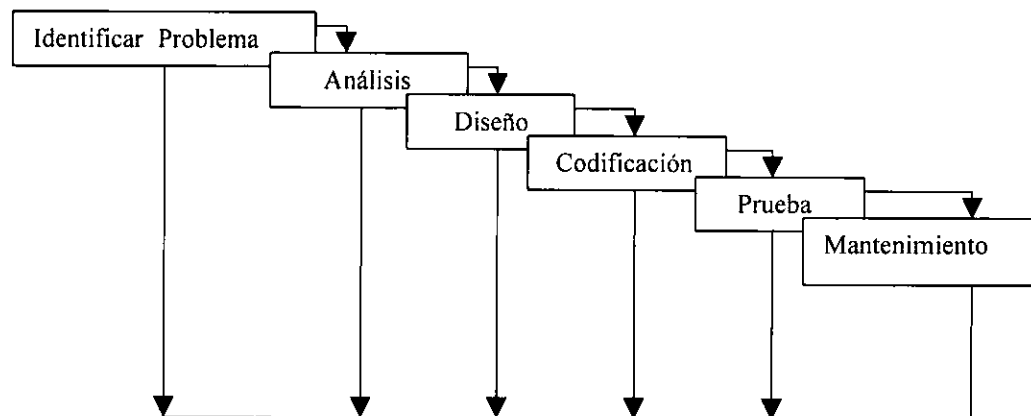 Identificar Problema
Análisis
Diseño
Codificación
Prueba
Mantenimiento